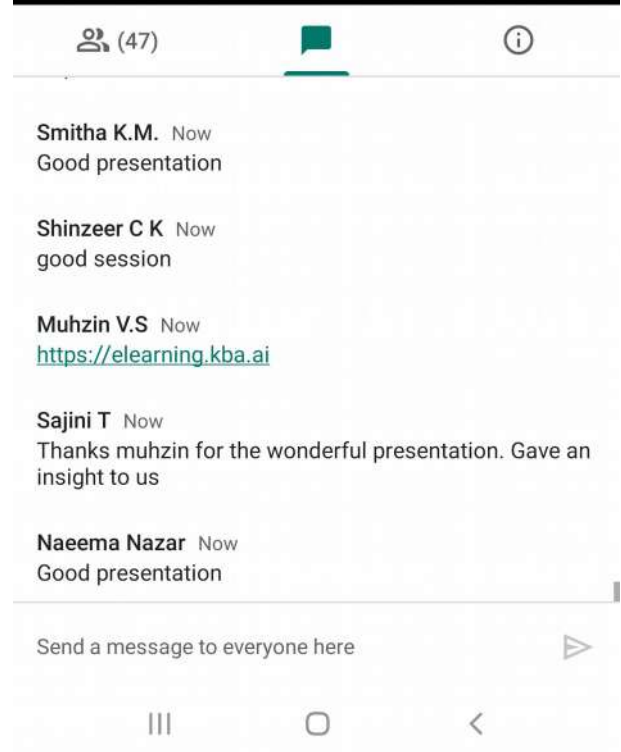 (47)
Smitha K.M. Now
Good presentation
Shinzeer C K Now
good session
Muhzin V.S Now
https://elearning.kba.ai
Sajini T Now
Thanks muhzin for the wonderful presentation. Gave an
insight to us
Naeema Nazar Now
Good presentation
Send a message to everyone here